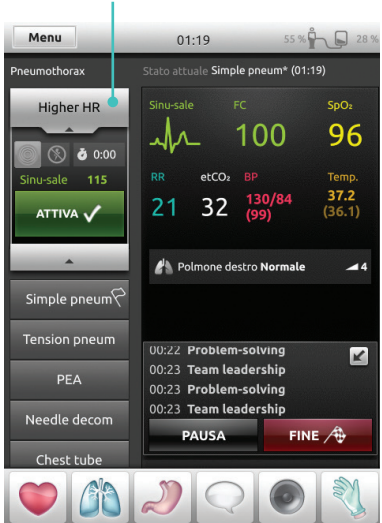 Menu
01:19
55 %
28 %
Pneumothorax
Stato attuale Simple pneum* (01:19)
Higher HR
0:00
Sinu-sale 115
ATTIVA
Simple pneum
Tension pneum
PEA
Needle decom
Chest tube
Sinu-sale
FC
SpO₂
100
96
RR
etCO₂
BP
Temp.
21
32
130/84
(99)
37.2
(36.1)
Polmone destro Normale
4
00:22 Problem-solving
00:23 Team leadership
00:23 Problem-solving
00:23 Team leadership
PAUSA
FINE